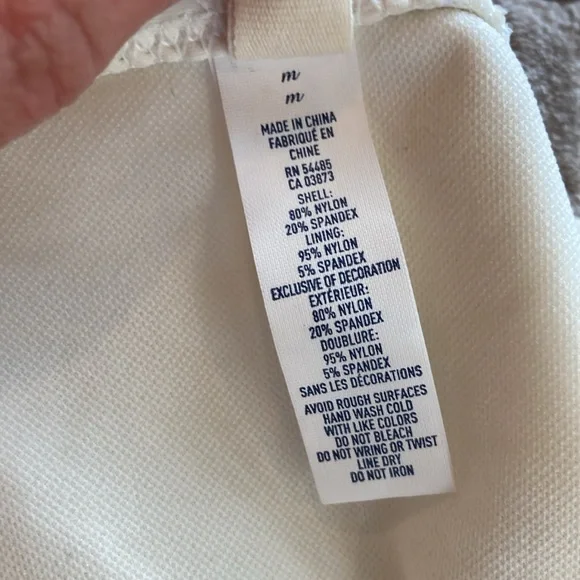 m
m
MADE IN CHINA
FABRIQUÉ EN
CHINE
RN 54485
CA 03873
SHELL:
80% NYLON
20% SPANDEX
LINING:
95% NYLON
5% SPANDEX
EXCLUSIVE OF DECORATION
EXTÉRIEUR:
80% NYLON
20% SPANDEX
DOUBLURE:
95% NYLON
5% SPANDEX
SANS LES DÉCORATIONS
AVOID ROUGH SURFACES
HAND WASH COLD
WITH LIKE COLORS
DO NOT BLEACH
DO NOT WRING OR TWIST
LINE DRY
DO NOT IRON